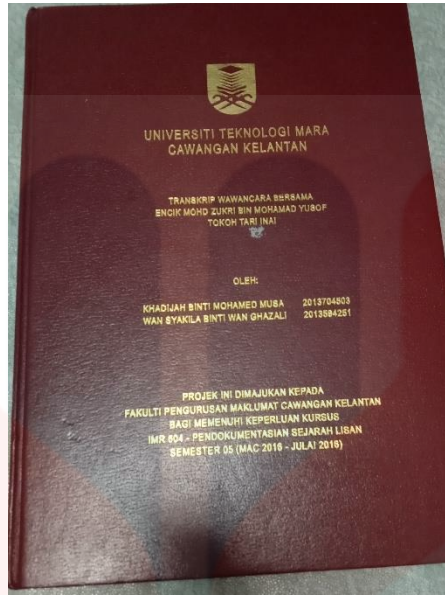 UNIVERSITI TEKNOLOGI MARA
CAWANGAN KELANTAN
TRANSKRIP WAWANCARA BERSAMA
ENCIK MOHD ZUKRI BIN MOHAMAD YUSOF
TOKOH TARI INAI
OLEH:
KHADIJAH BINTI MOHAMED MUSA 2013704503
WAN SYAKILA BINTI WAN GHAZALI 2013584251
PROJEK INI DIMAJUKAN KEPADA
FAKULTI PENGURUSAN MAKLUMAT CAWANGAN KELANTAN
BAGI MEMENUHI KEPERLUAN KURSUS
IMR 604 - PENDOKUMENTASIAN SEJARAH LISAN
SEMESTER 05 (MAC 2016 - JULAI 2016)